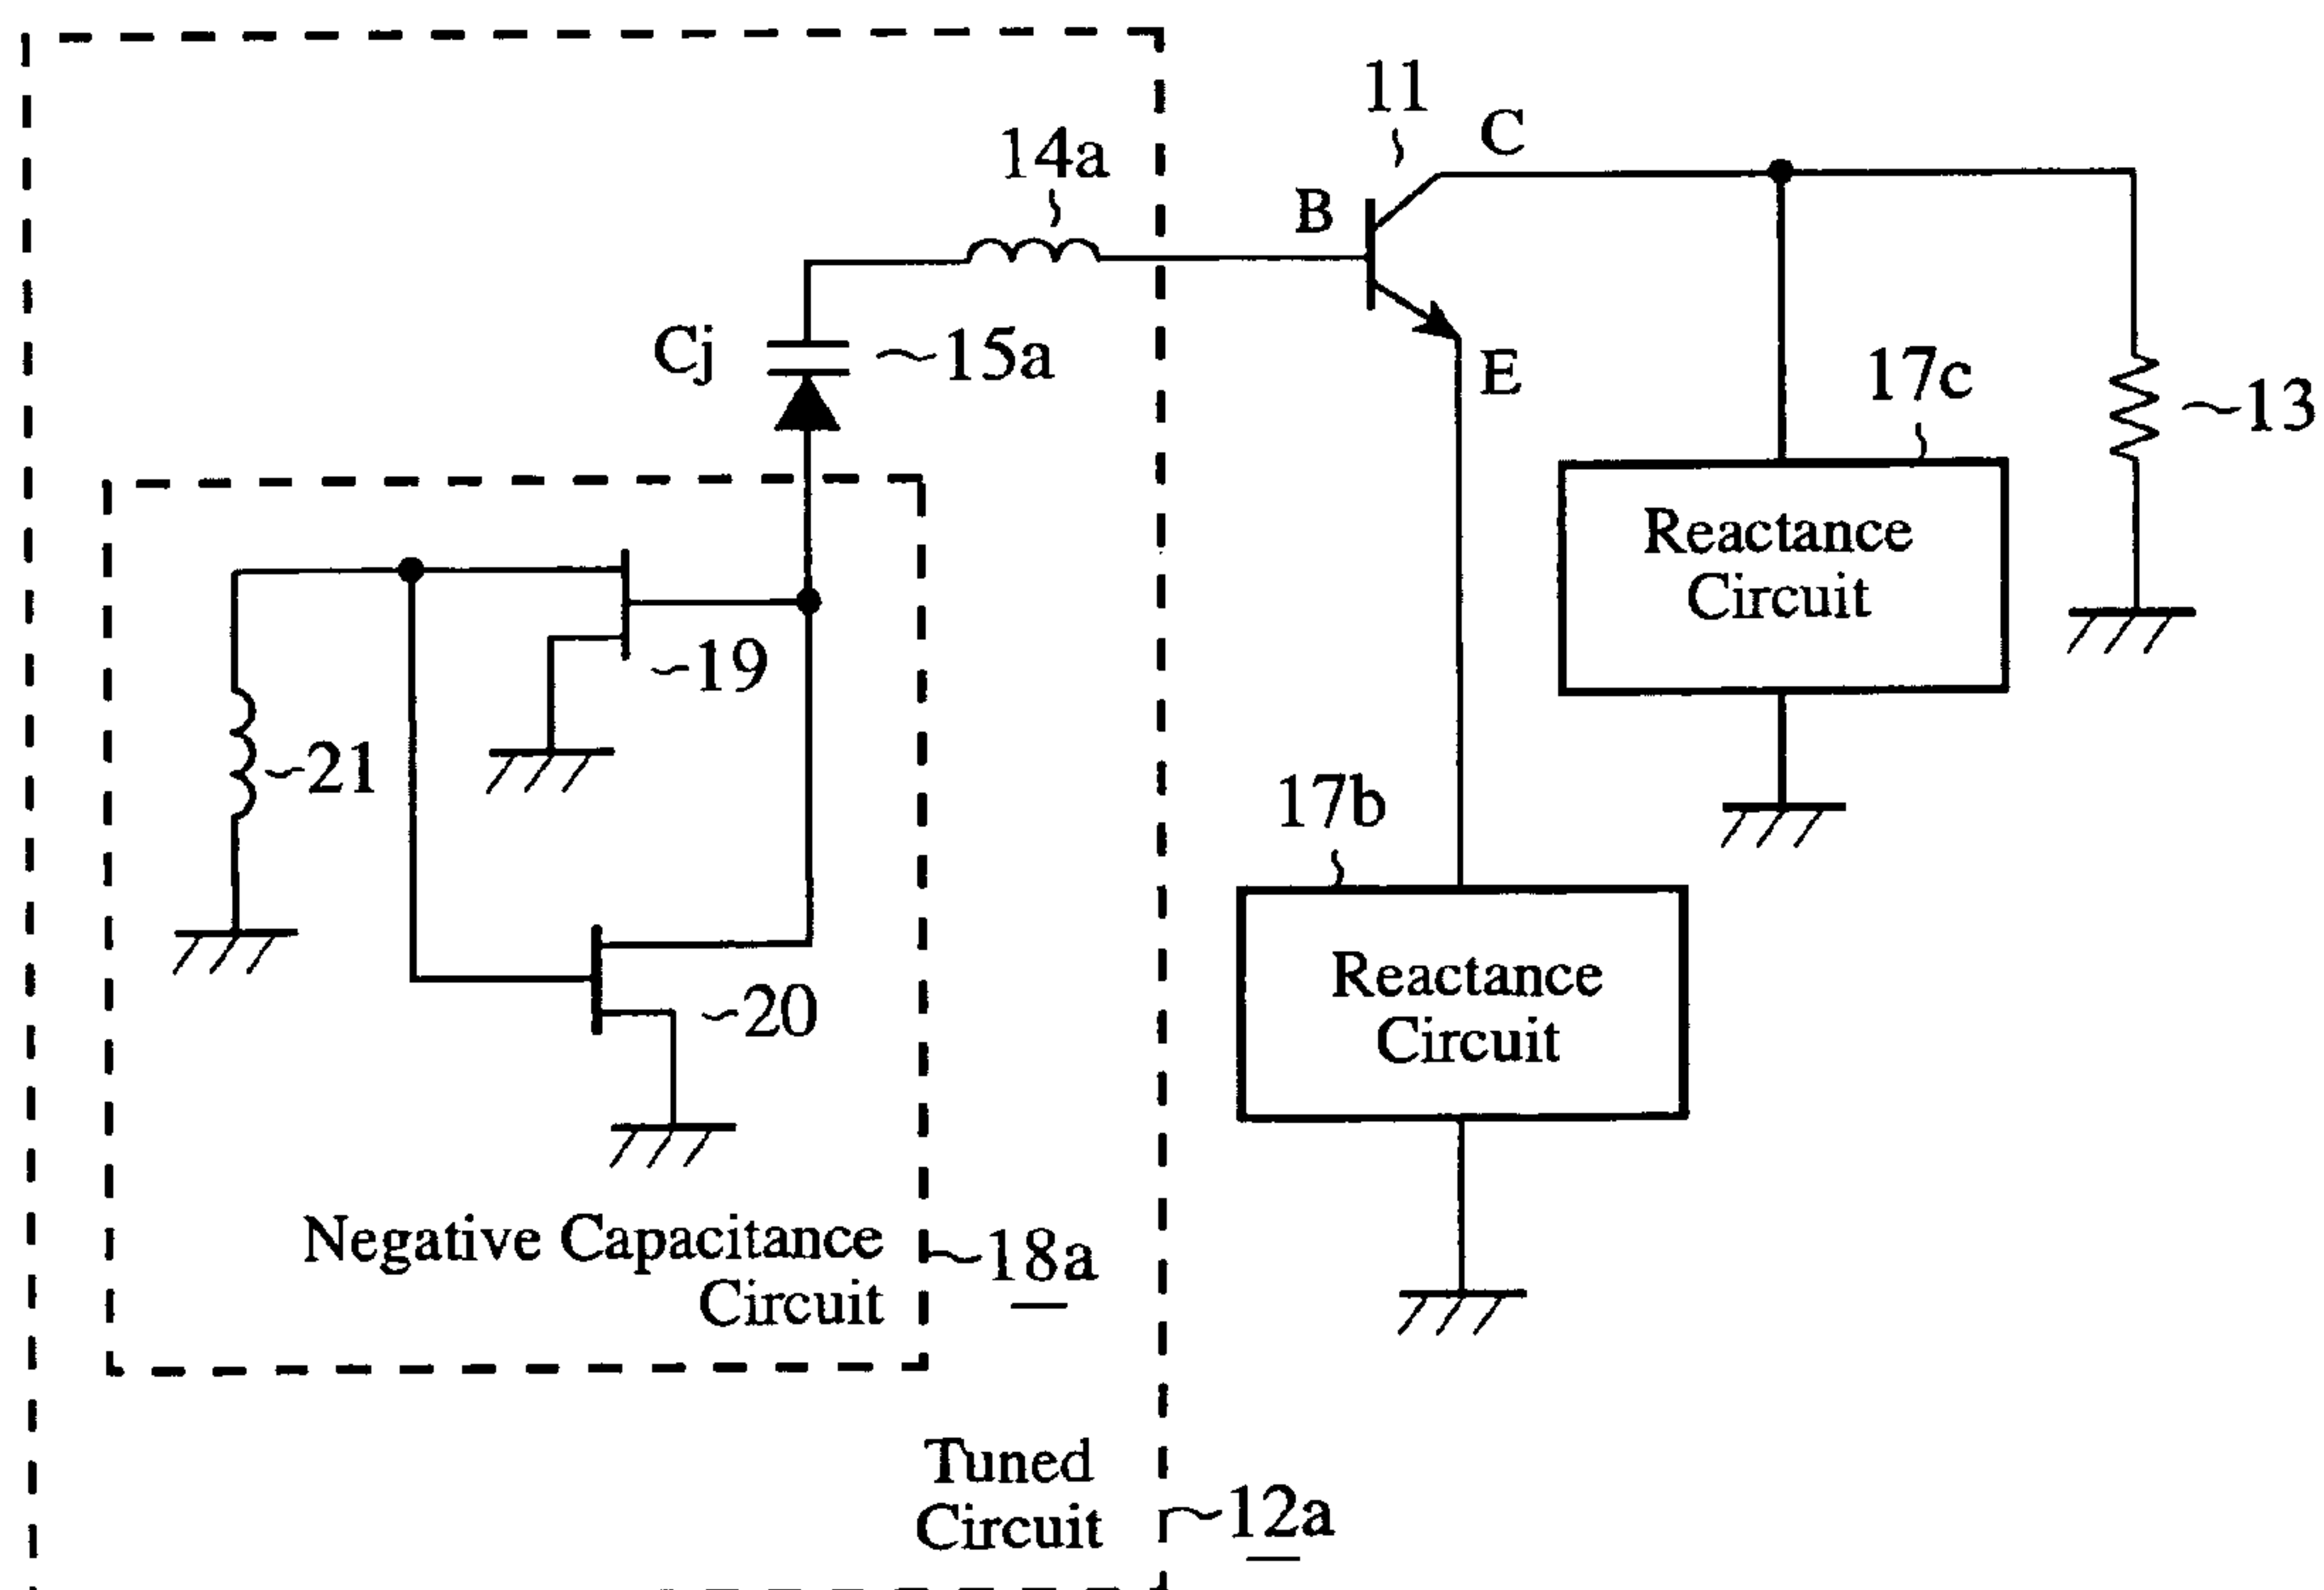 11
C
14a
B
Cj
15a
E
17c
13
Reactance
Circuit
19
21
17b
Reactance
Circuit
20
Negative Capacitance
Circuit
18a
Tuned
Circuit
12a